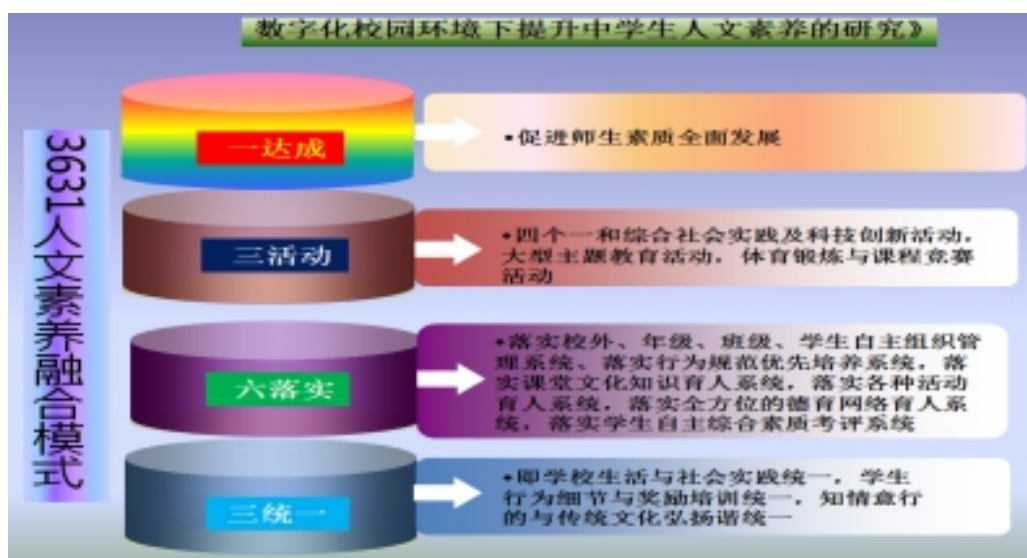 数字化校园环境下提升中学生人文素养的研究》
3631人文素养融合模式
一达成
•促进师生素质全面发展
三活动
•四个一和综合社会实践及科技创新活动，
大型主题教育活动，体育锻炼与课程竞赛
活动
六落实
•落实校外、年级、班级、学生自主组织管
理系统、落实行为规范优先培养系统，落
实课堂文化知识育人系统，落实各种活动
育人系统，落实全方位的德育网络育人系
统，落实学生自主综合素质考评系统
三统一
•即学校生活与社会实践统一，学生
行为细节与奖励培训统一，知情意行
的与传统文化弘扬谐统一